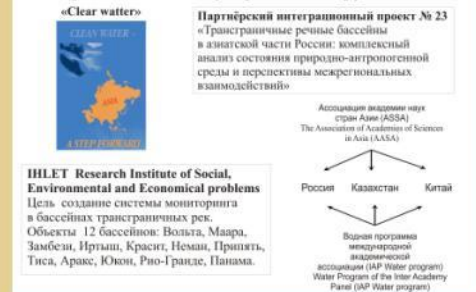 «Clear watter»
CLEAN WATER -
ASIA
A STEP FORWARD
Партнёрский интеграционный проект № 23
«Трансграничные речные бассейны
в азиатской части России: комплексный
анализ состояния природно-антропогенной
среды и перспективы межрегиональных
взаимодействий»
Ассоциация академии наук
стран Азии (ASSA)
The Association of Academies of Sciences
in Asia (AASA)
Россия Казахстан Китай
Водная программа
международной
академической
ассоциации (IAP Water program)
Water Program of the Inter Academy
Panel (IAP Water program)
IHLET Research Institute of Social,
Environmental and Economical problems
Цель создание системы мониторинга
в бассейнах трансграничных рек.
Объекты 12 бассейнов: Вольта, Маара,
Замбези, Иртыш, Красит, Неман, Припять,
Тиса, Аракс, Юкон, Рио-Гранде, Панама.